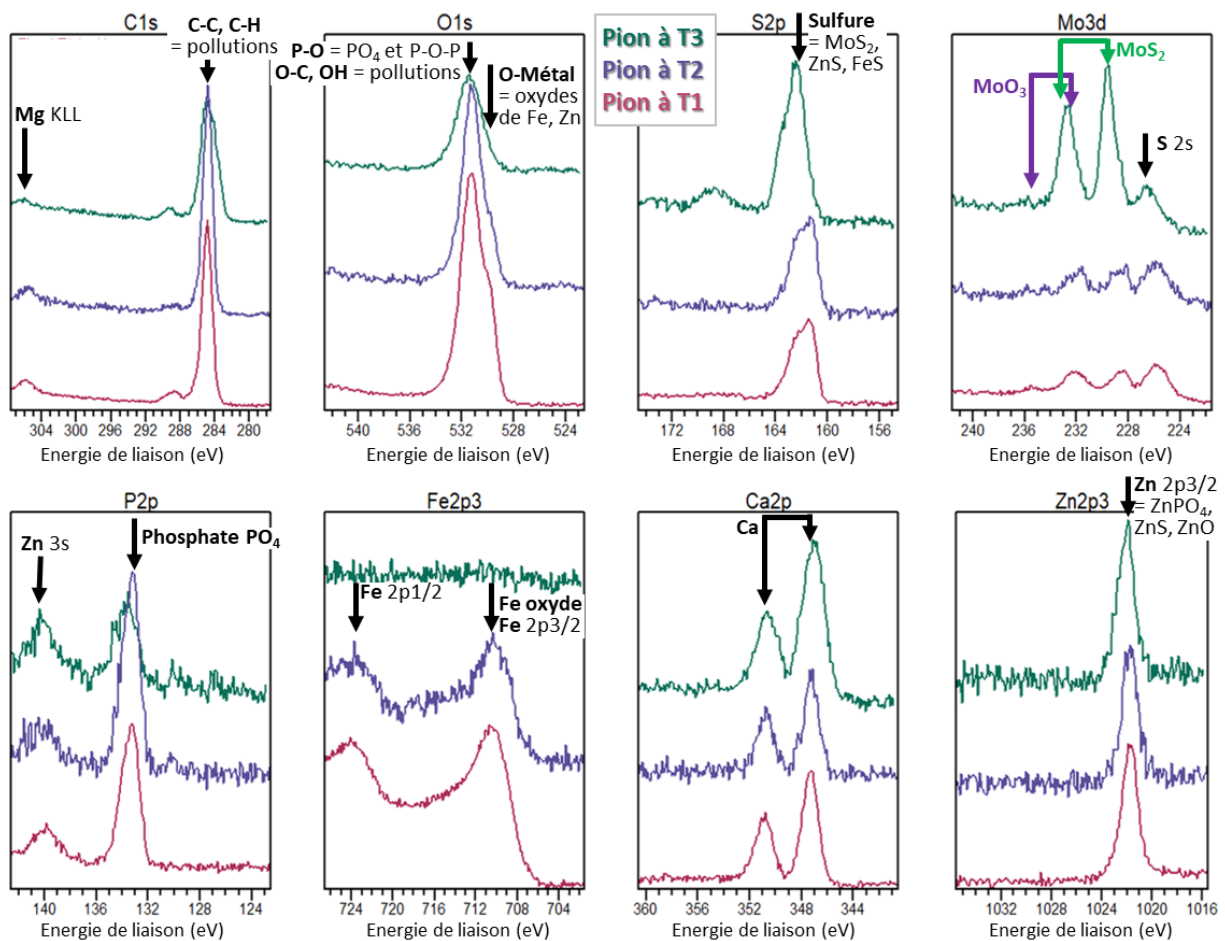 C1s
C-C, C-H
= pollutions
Mg KLL
304 300 296 292 288 284 280
Energie de liaison (eV)
O1s
P-O = PO4 et P-O-P
O-C, OH = pollutions
O-Métal
= oxydes
de Fe, Zn
540 536 532 528 524
Energie de liaison (eV)
Pion à T3
Pion à T2
Pion à T1
S2p
Sulfure
= MoS2,
ZnS, FeS
172 168 164 160 156
Energie de liaison (eV)
Mo3d
MoS2
MoO3
S 2s
240 236 232 228 224
Energie de liaison (eV)
P2p
Zn 3s
Phosphate PO4
140 136 132 128 124
Energie de liaison (eV)
Fe2p3
Fe 2p1/2
Fe oxyde
Fe 2p3/2
724 720 716 712 708 704
Energie de liaison (eV)
Ca2p
Ca
360 356 352 348 344
Energie de liaison (eV)
Zn2p3
Zn 2p3/2
= ZnPO4,
ZnS, ZnO
1032 1028 1024 1020 1016
Energie de liaison (eV)